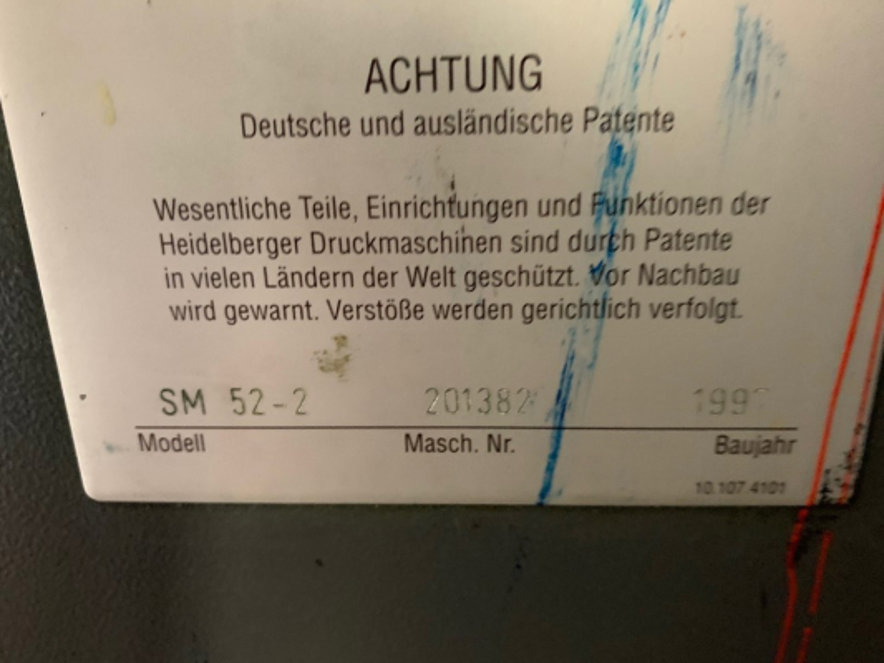 ACHTUNG
Deutsche und ausländische Patente
Wesentliche Teile, Einrichtungen und Funktionen der
Heidelberger Druckmaschinen sind durch Patente
in vielen Ländern der Welt geschützt. Vor Nachbau
wird gewarnt. Verstöße werden gerichtlich verfolgt.
SM 52-2 201382
Modell Masch. Nr. Baujahr
10.107.4101